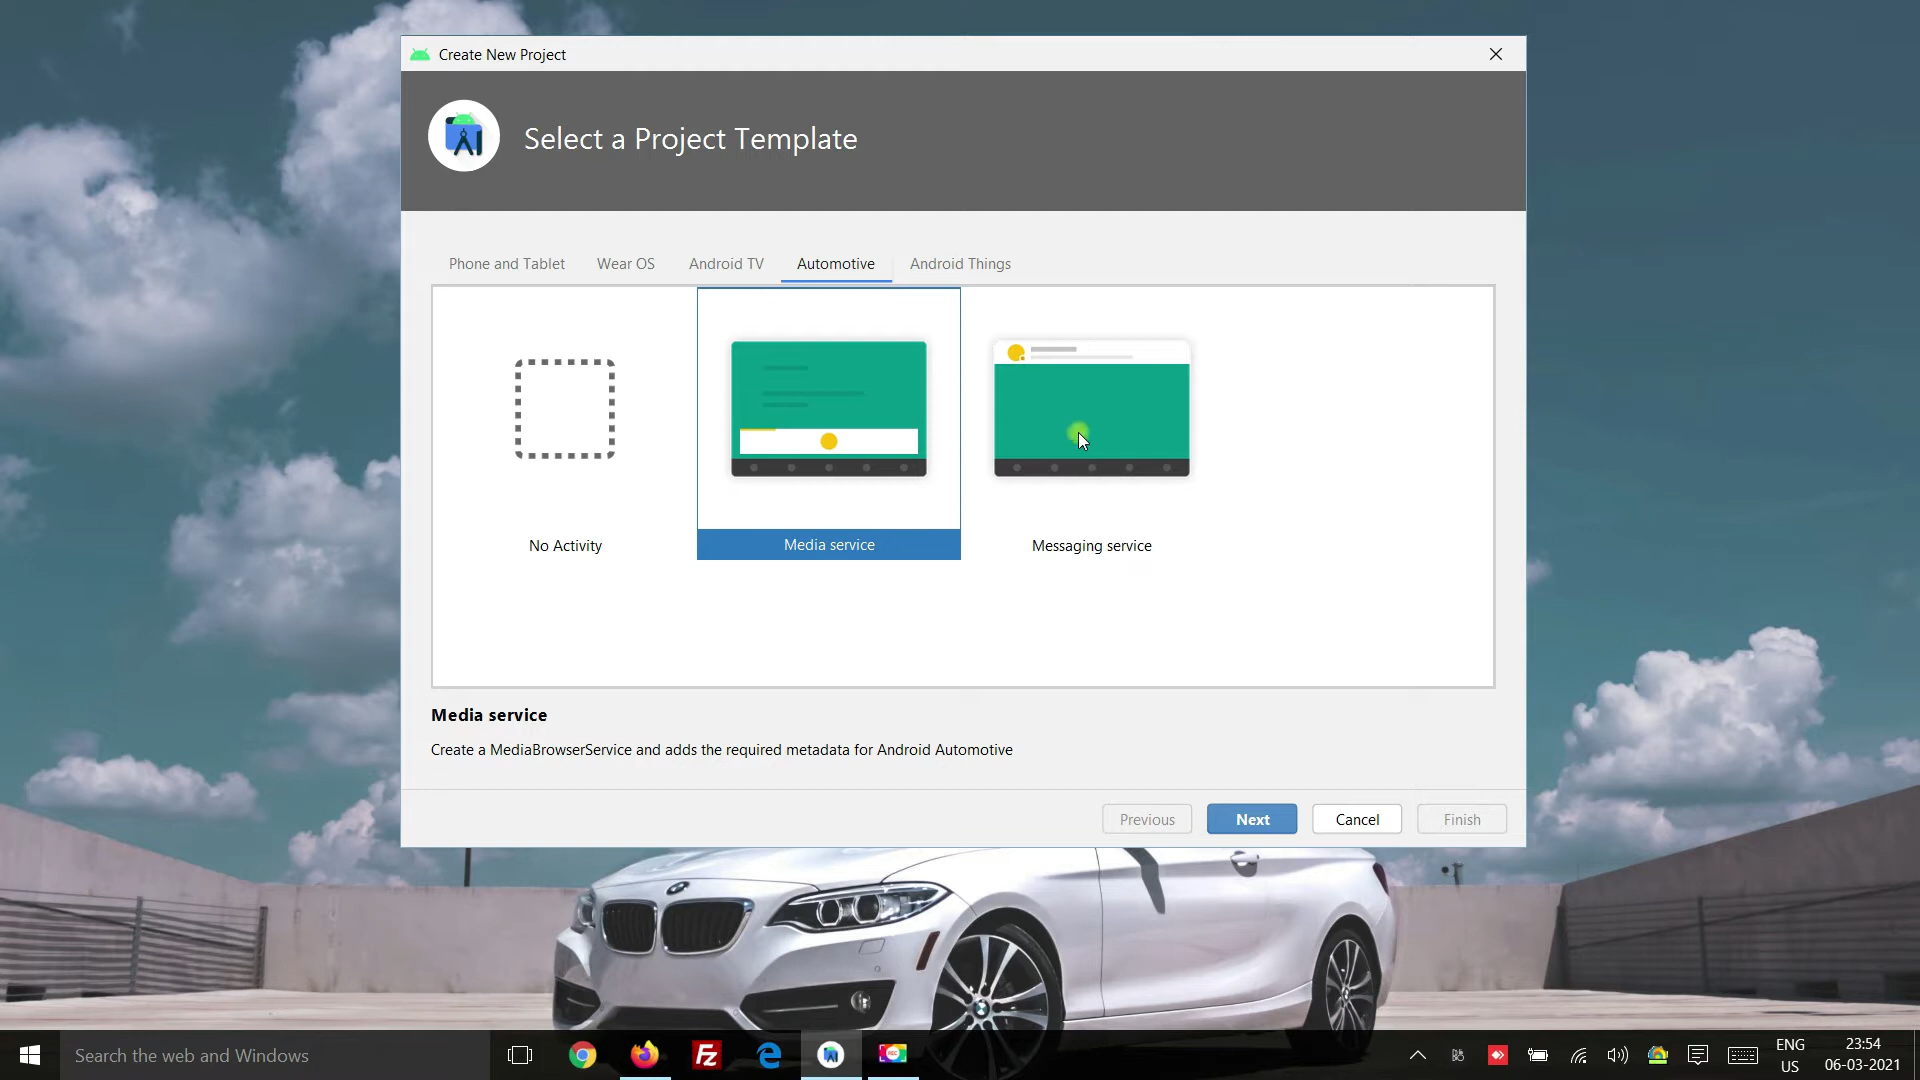 Create New Project
Select a Project Template
Phone and Tablet
Wear OS
Android TV
Automotive
Android Things
No Activity
Media service
Messaging service
Media service
Create a MediaBrowserService and adds the required metadata for Android Automotive
Previous
Next
Cancel
Finish
Search the web and Windows
ENG
US
23:54
06-03-2021